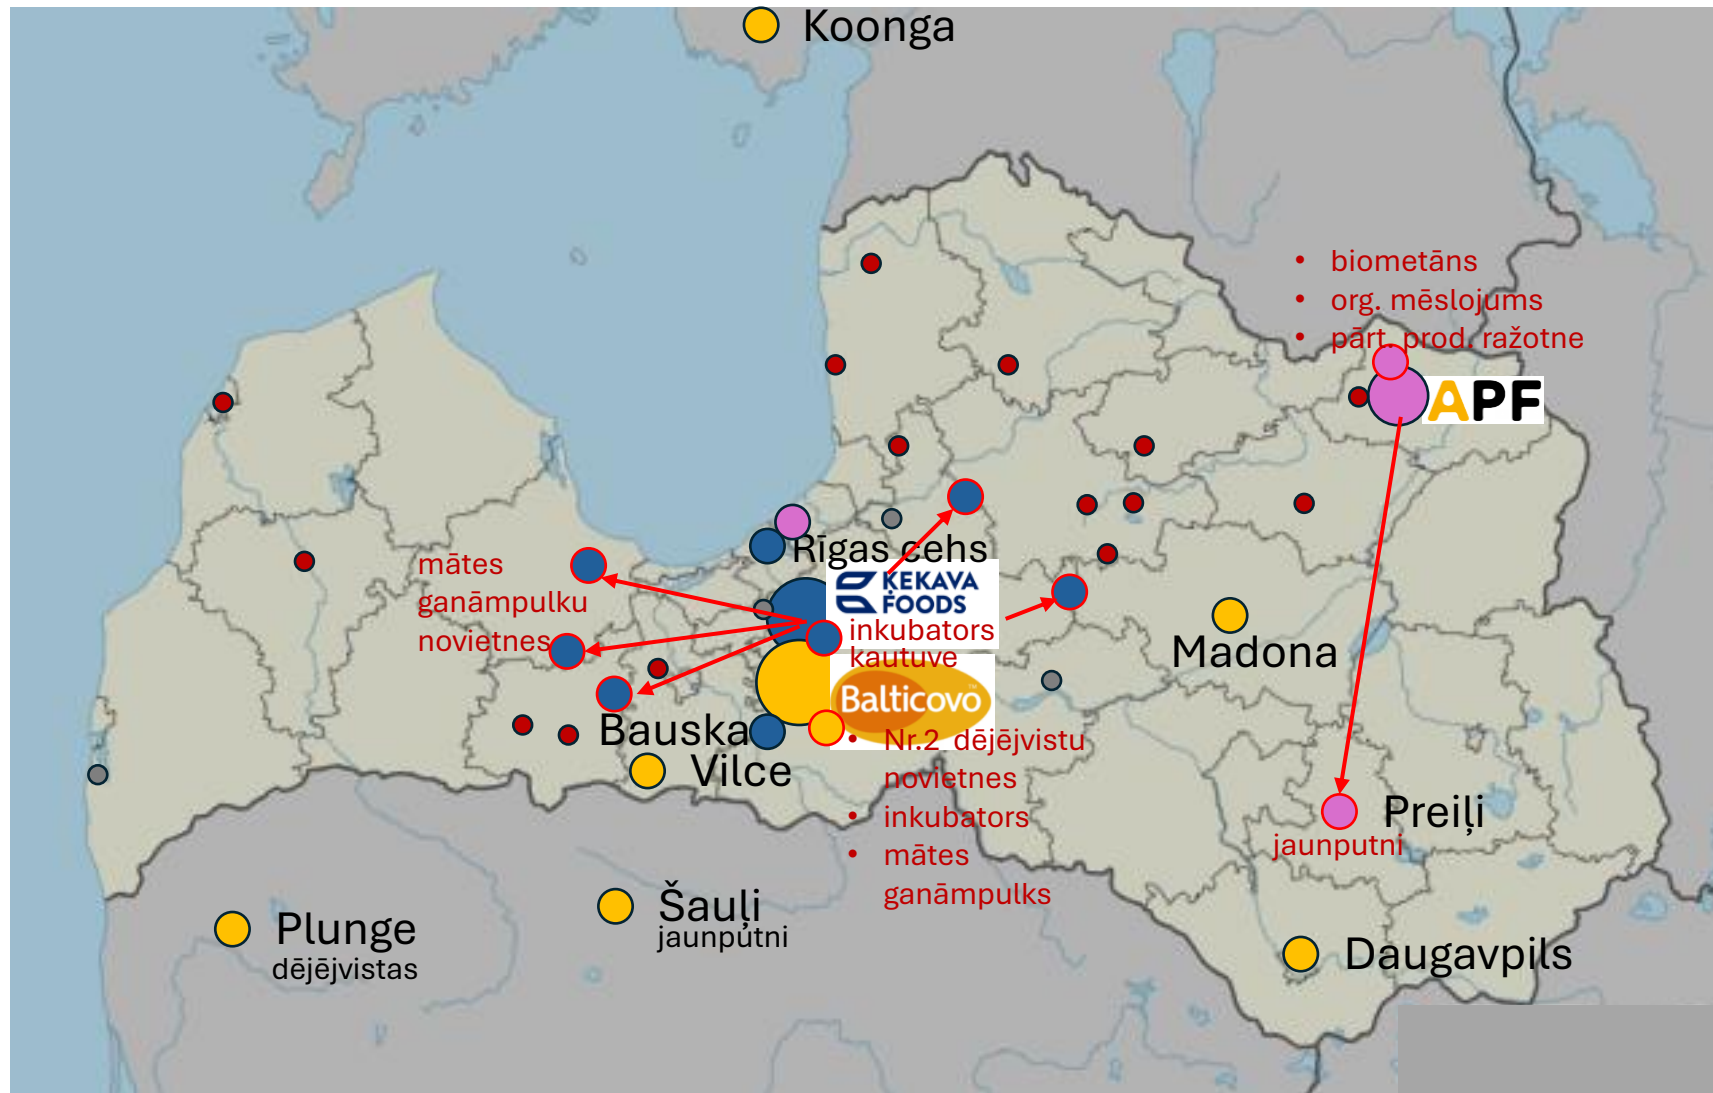 Koonga
• biometāns
• org. mēslojums
• pārt. prod. ražotne
APF
Rīgas cehs
mātes
ganāmpulku
novietnes
ĶEKAVA
FOODS
inkubators
kautuve
Madona
Balticovo
Bauska
• Nr.2 dējējvistu
novietnes
Vilce
• inkubators
• mātes
ganāmpulks
Preiļi
jaunputni
Šauļi
jaunputni
Plunge
dējējvistas
Daugavpils